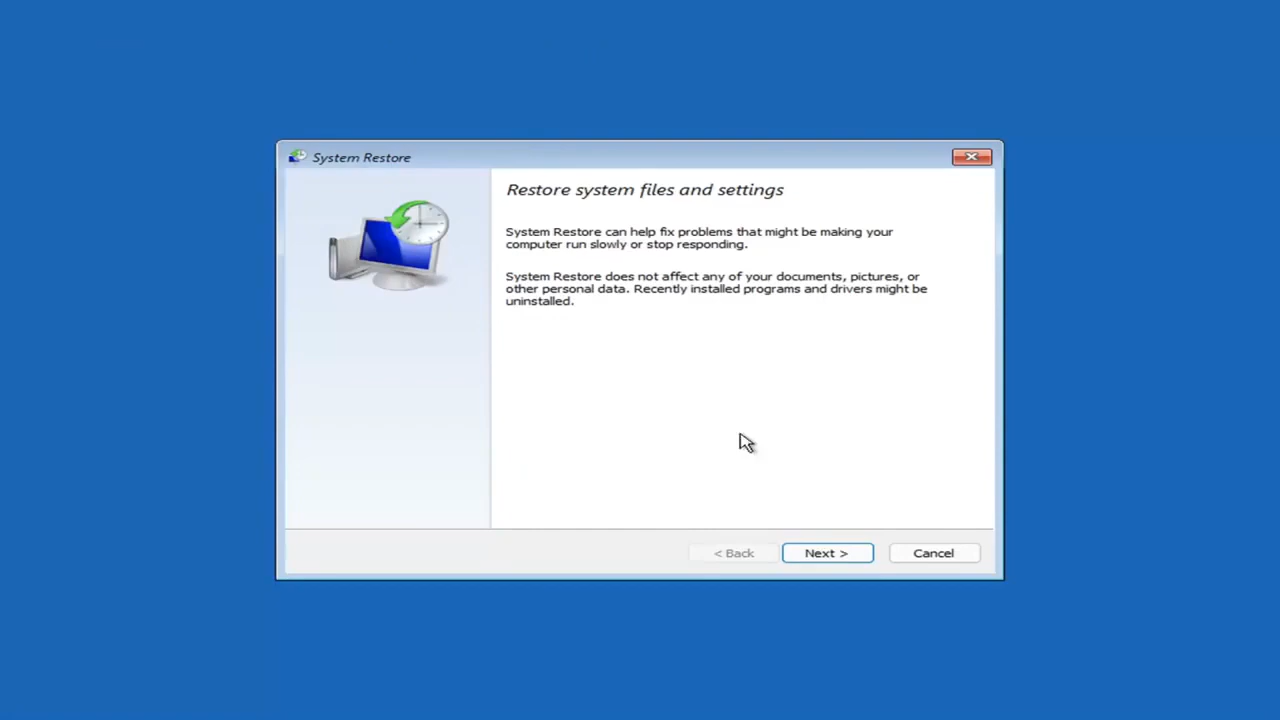 System Restore
Restore system files and settings
System Restore can help fix problems that might be making your
computer run slowly or stop responding.
System Restore does not affect any of your documents, pictures, or
other personal data. Recently installed programs and drivers might be
uninstalled.
< Back Next > Cancel